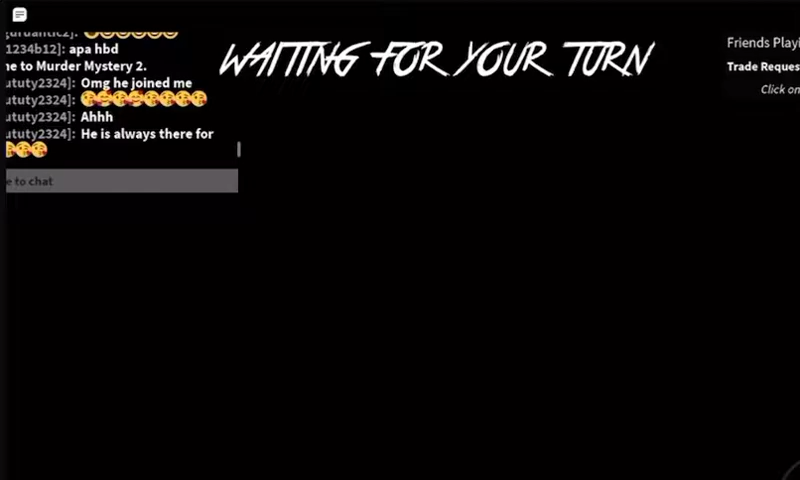 1234b12]: apa hbd
ne to Murder Mystery 2.
ututy2324]: Omg he joined me
ututy2324]: 😘🥰😘🥰😘😘😘😘
ututy2324]: Ahhh
ututy2324]: He is always there for
😘😘😘
e to chat
WAITING FOR YOUR TURN
Friends Playi
Trade Reques
Click on